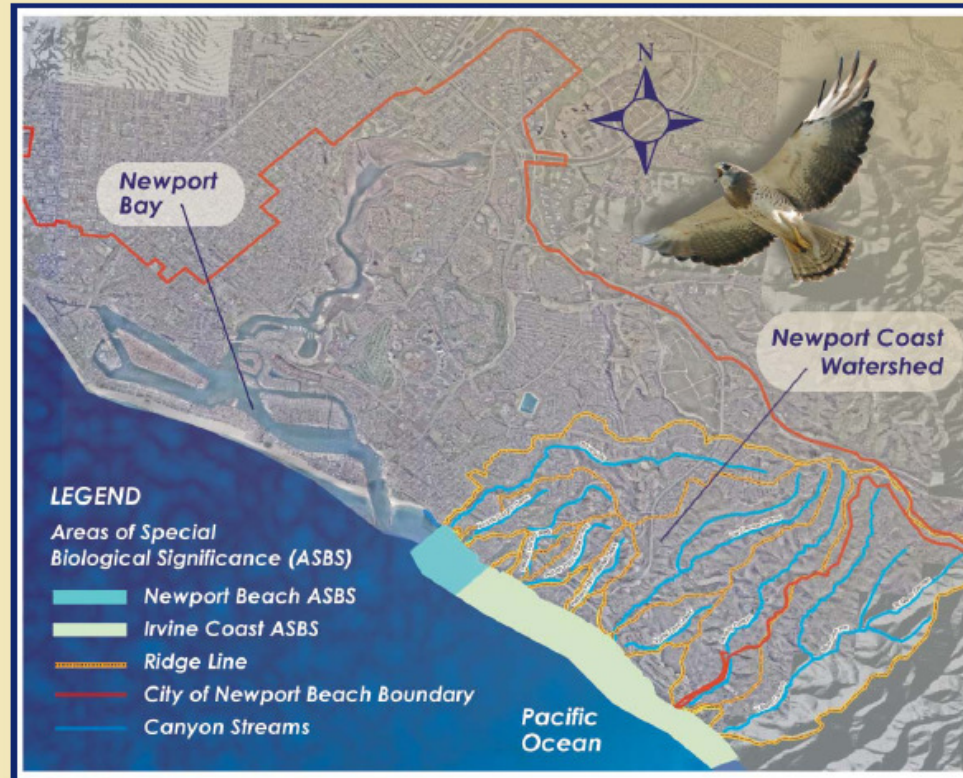 N
Newport
Bay
Newport Coast
Watershed
LEGEND
Areas of Special
Biological Significance (ASBS)
Newport Beach ASBS
Irvine Coast ASBS
Ridge Line
City of Newport Beach Boundary
Canyon Streams
Pacific
Ocean